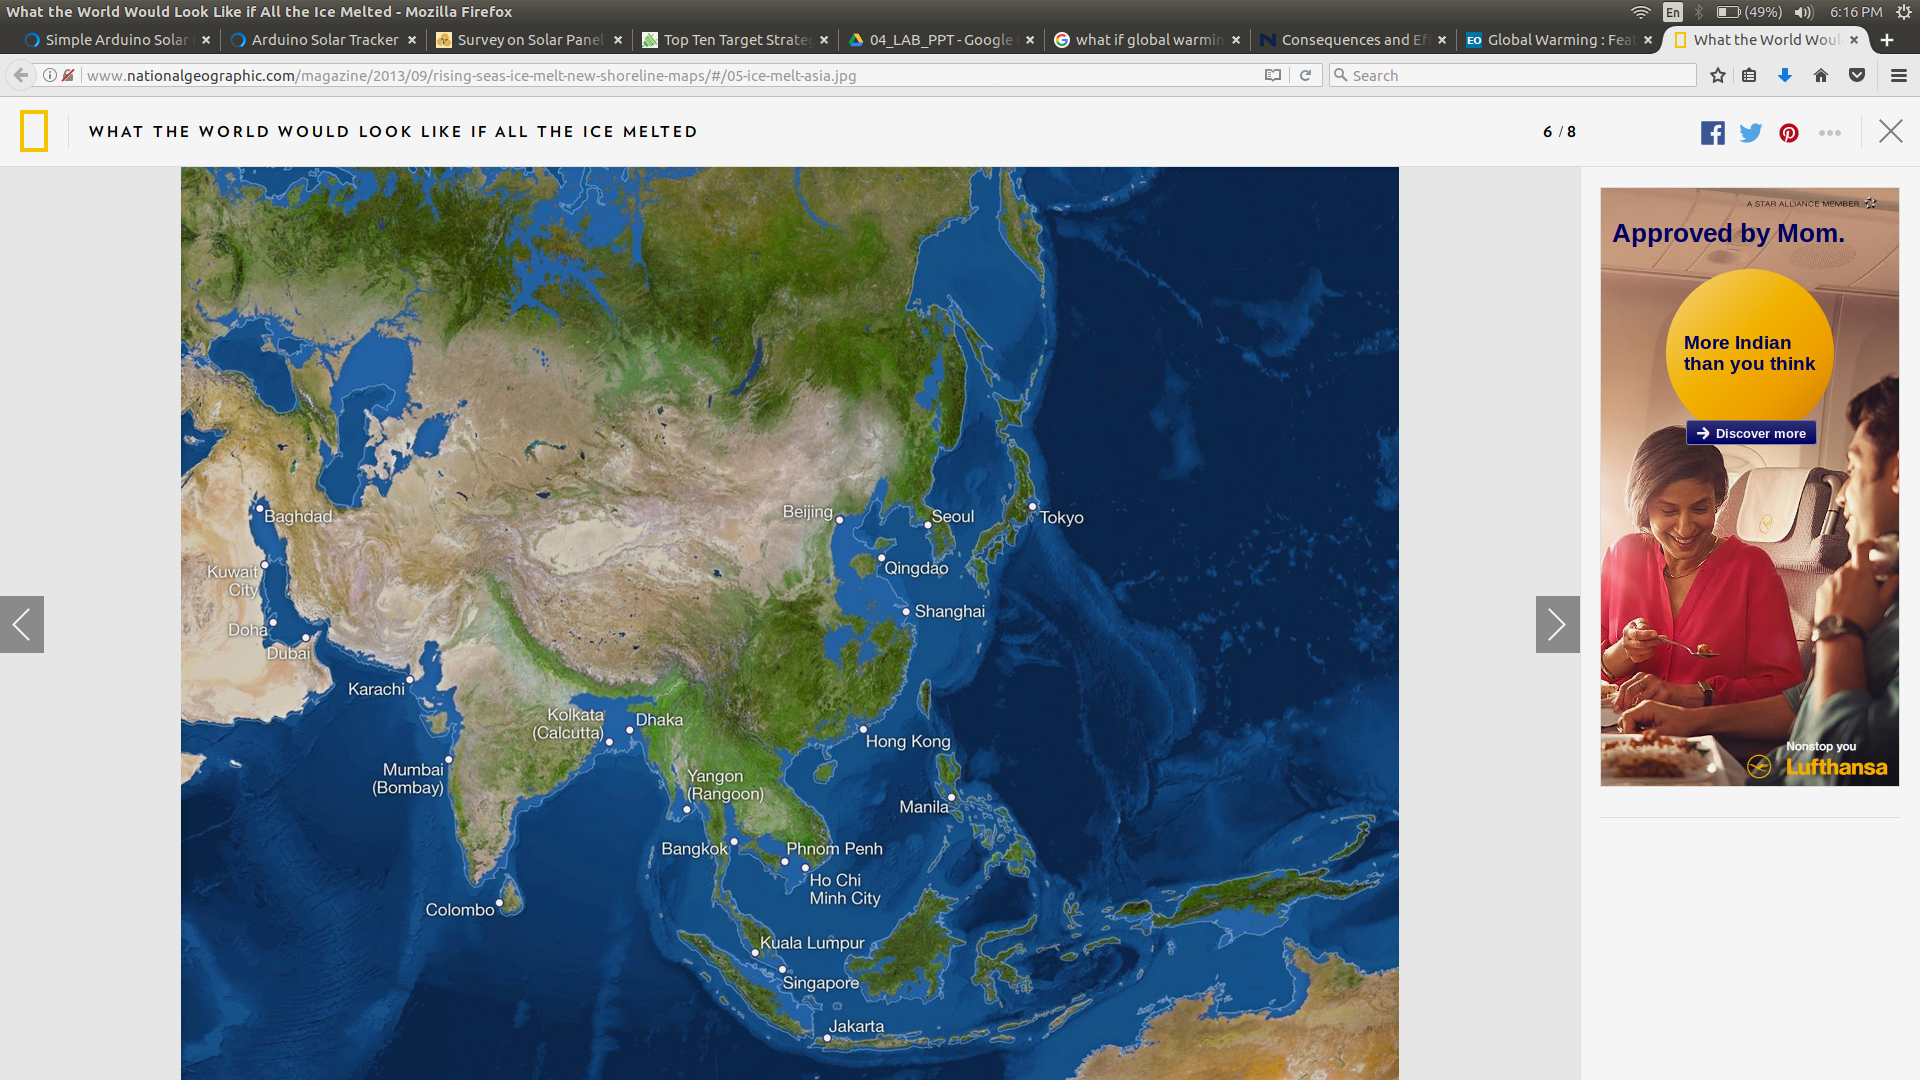 What the World Would Look Like if All the Ice Melted - Mozilla Firefox
En
(49%)
6:16 PM
Simple Arduino Solar
Arduino Solar Tracker
Survey on Solar Panel
Top Ten Target Strate
04_LAB_PPT - Google
what if global warmin
Consequences and Ef
EO
Global Warming : Feat
What the World Woul
www.nationalgeographic.com/magazine/2013/09/rising-seas-ice-melt-new-shoreline-maps/#/05-ice-melt-asia.jpg
Search
WHAT THE WORLD WOULD LOOK LIKE IF ALL THE ICE MELTED
6 / 8
A STAR ALLIANCE MEMBER
Approved by Mom.
More Indian
than you think
Discover more
Nonstop you
Lufthansa
Baghdad
Beijing
Seoul
Tokyo
Kuwait
City
Qingdao
Shanghai
Doha
Dubai
Karachi
Kolkata
(Calcutta)
Dhaka
Hong Kong
Mumbai
(Bombay)
Yangon
(Rangoon)
Manila
Bangkok
Phnom Penh
Ho Chi
Minh City
Colombo
Kuala Lumpur
Singapore
Jakarta